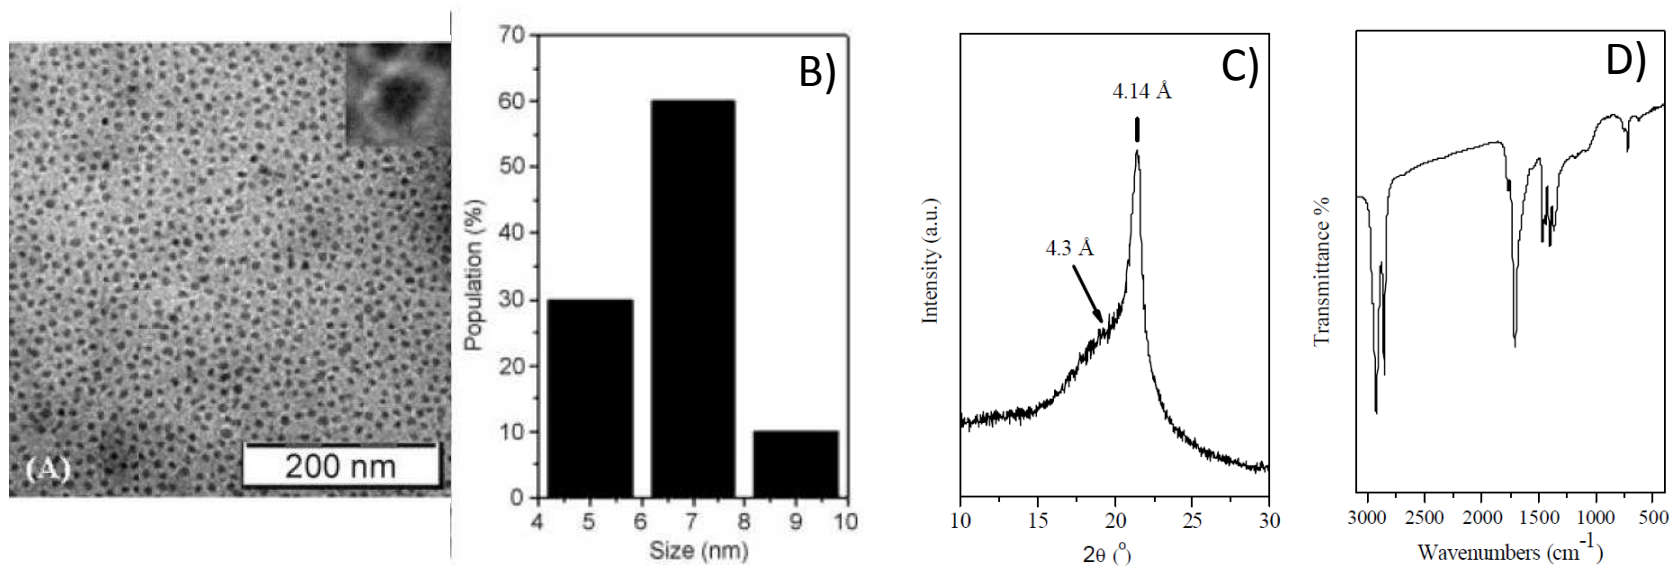 (A)
200 nm
B)
Population (%)
70
60
50
40
30
20
10
0
4 5 6 7 8 9 10
Size (nm)
C)
4.14 Å
4.3 Å
Intensity (a.u.)
10 15 20 25 30
2θ (°)
D)
Transmittance %
3000 2500 2000 1500 1000 500
Wavenumbers (cm⁻¹)